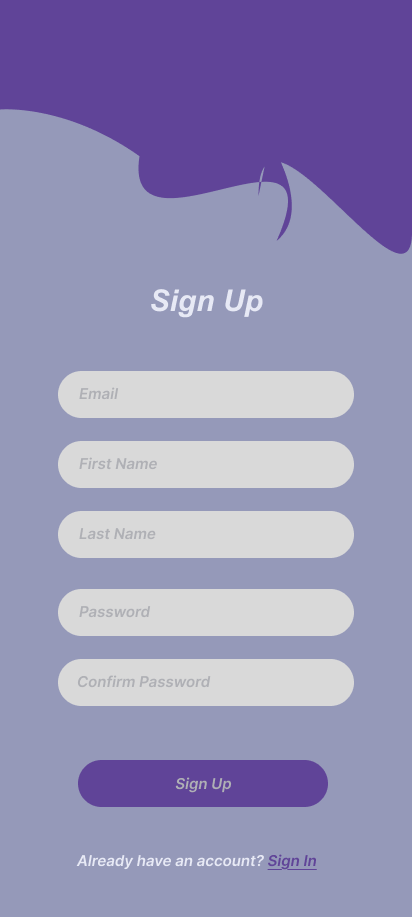 Sign Up
Email
First Name
Last Name
Password
Confirm Password
Sign Up
Already have an account? Sign In